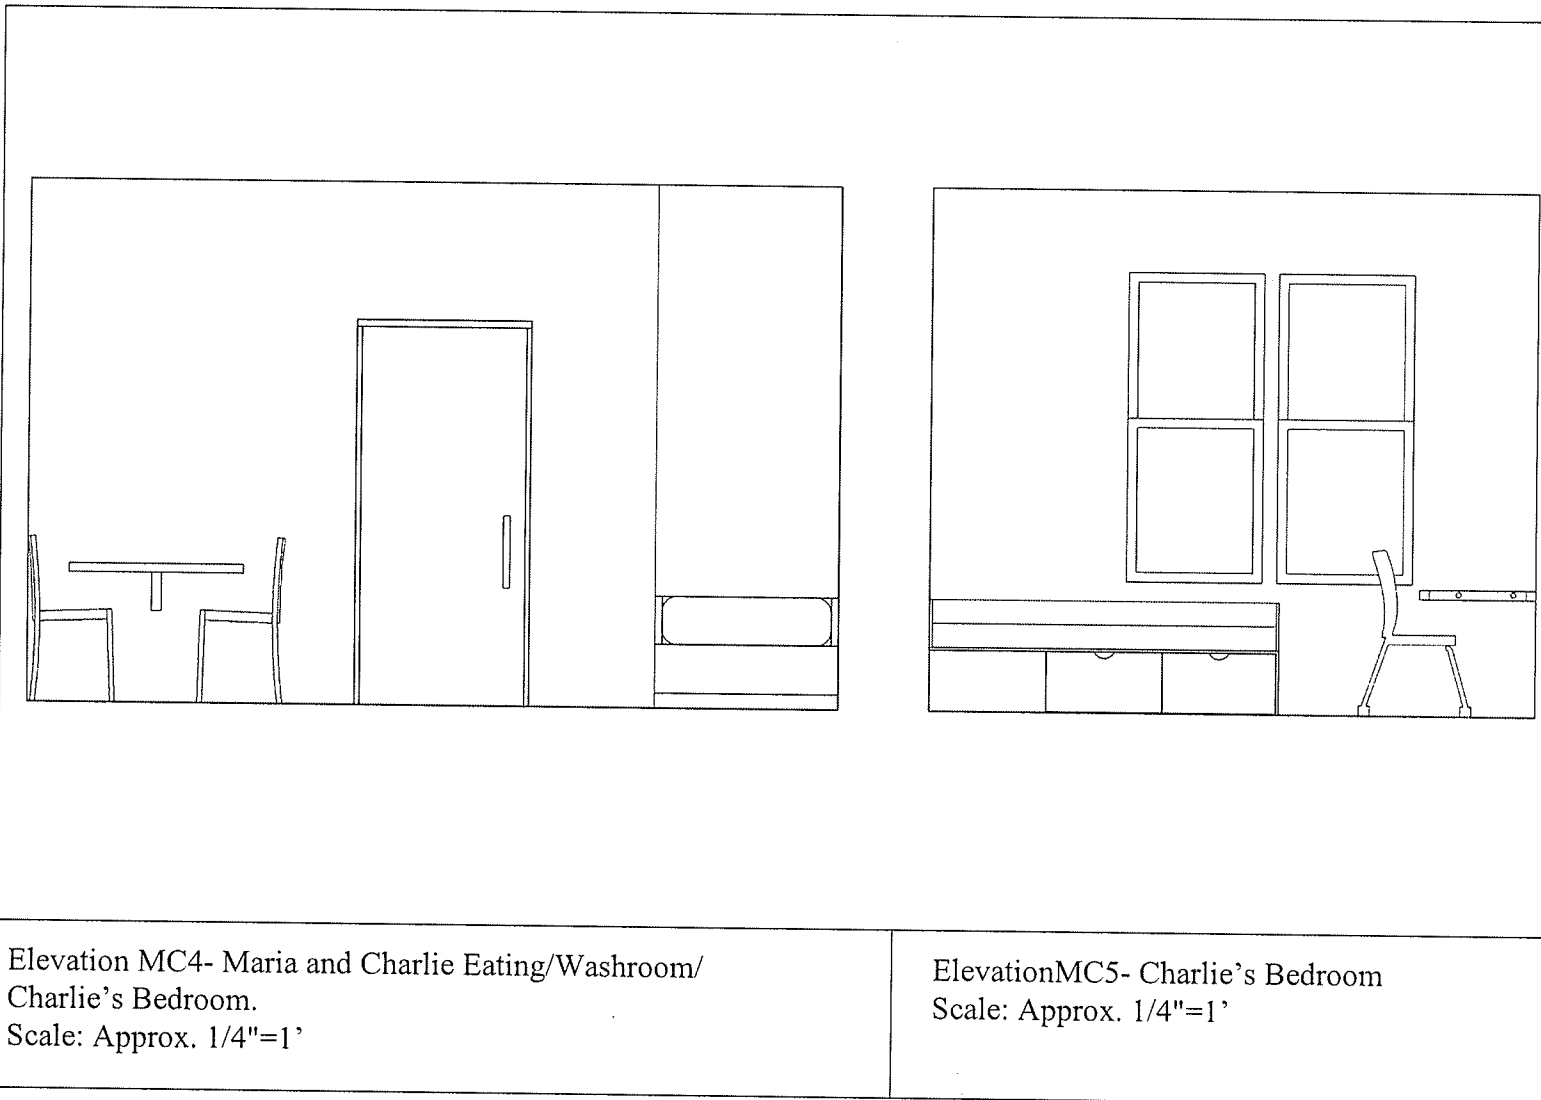 Elevation MC4- Maria and Charlie Eating/Washroom/
Charlie’s Bedroom.
Scale: Approx. 1/4"=1’
ElevationMC5- Charlie’s Bedroom
Scale: Approx. 1/4"=1’